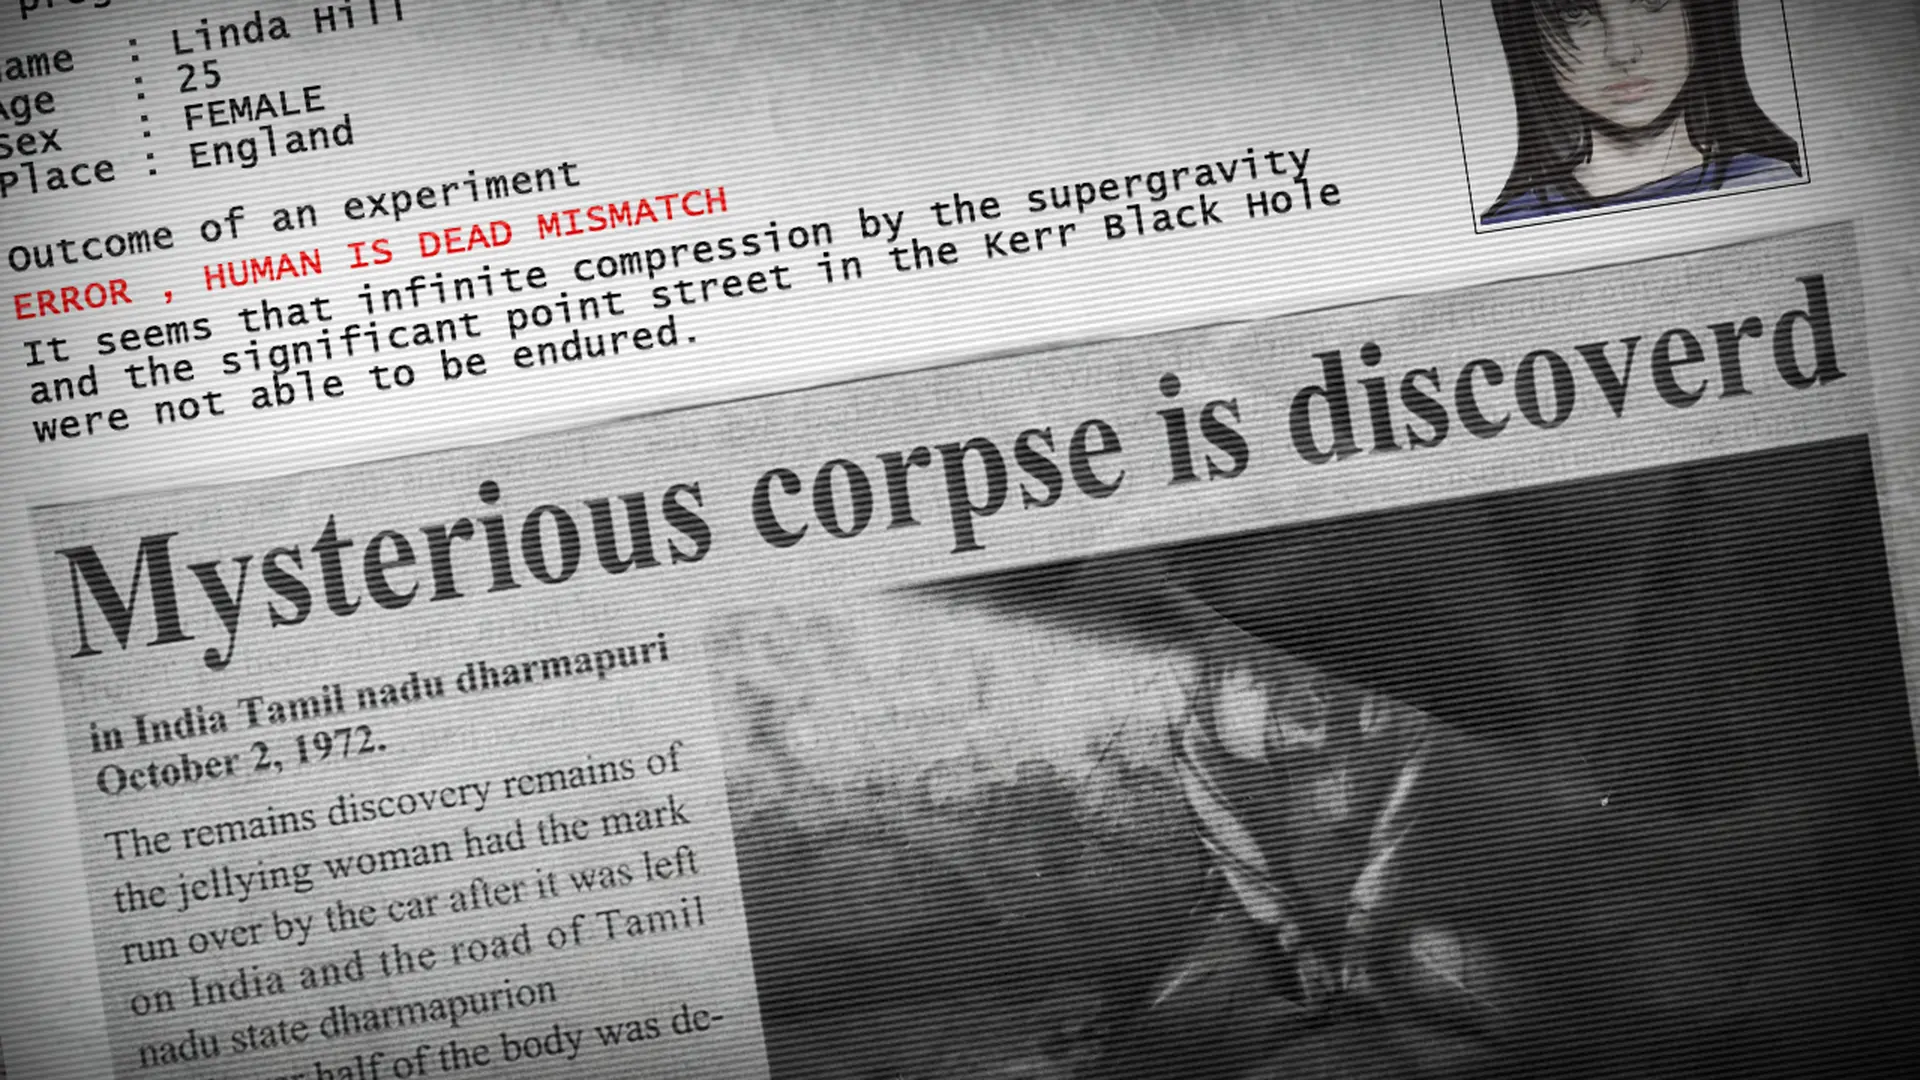 Name : Linda Hill
Age : 25
Sex : FEMALE
Place : England
Outcome of an experiment
ERROR , HUMAN IS DEAD MISMATCH
It seems that infinite compression by the supergravity
and the significant point street in the Kerr Black Hole
were not able to be endured.
Mysterious corpse is discoverd
in India Tamil nadu dharmapuri
October 2, 1972.
The remains discovery remains of
the jellying woman had the mark
run over by the car after it was left
on India and the road of Tamil
nadu state dharmapurion
half of the body was de-